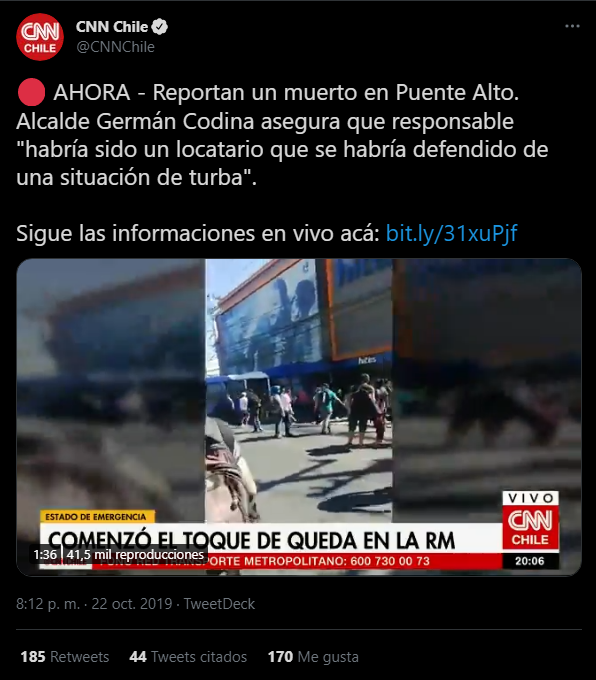 CNN
CHILE
CNN Chile
@CNNChile
AHORA - Reportan un muerto en Puente Alto.
Alcalde Germán Codina asegura que responsable
"habría sido un locatario que se habría defendido de
una situación de turba".
Sigue las informaciones en vivo acá: bit.ly/31xuPjf
ESTADO DE EMERGENCIA
COMENZÓ EL TOQUE DE QUEDA EN LA RM
1:36 | 41,5 mil reproducciones
METROPOLITANO: 600 730 00 73
VIVO
CNN
CHILE
20:06
8:12 p. m. · 22 oct. 2019 · TweetDeck
185 Retweets 44 Tweets citados 170 Me gusta